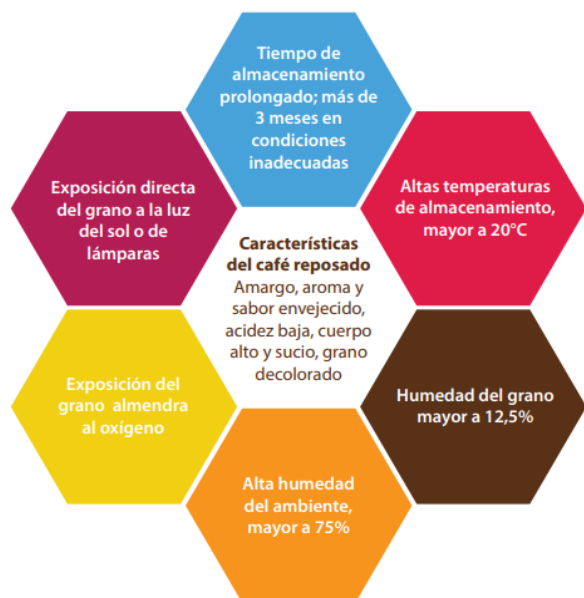 Tiempo de
almacenamiento
prolongado; más de
3 meses en
condiciones
inadecuadas
Exposición directa
del grano a la luz
del sol o de
lámparas
Altas temperaturas
de almacenamiento,
mayor a 20°C
Características
del café reposado
Amargo, aroma y
sabor envejecido,
acidez baja, cuerpo
alto y sucio, grano
decolorado
Exposición del
grano almendra
al oxígeno
Humedad del grano
mayor a 12,5%
Alta humedad
del ambiente,
mayor a 75%